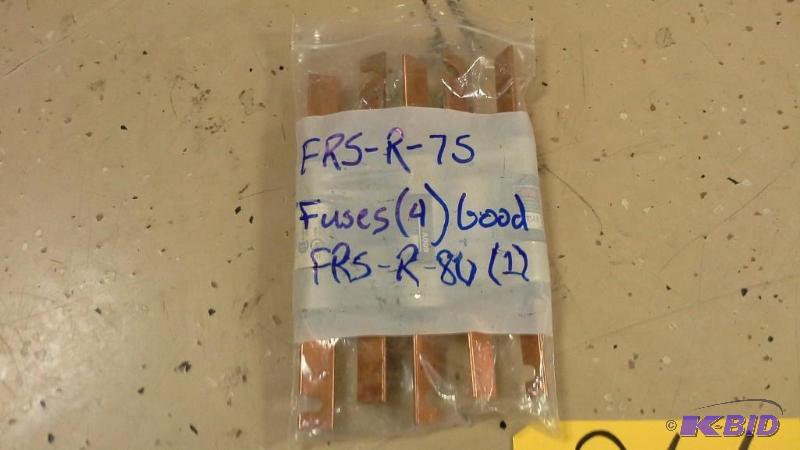 FRS-R-75
Fuses (4) Good
FRS-R-80 (1)
© K-BID